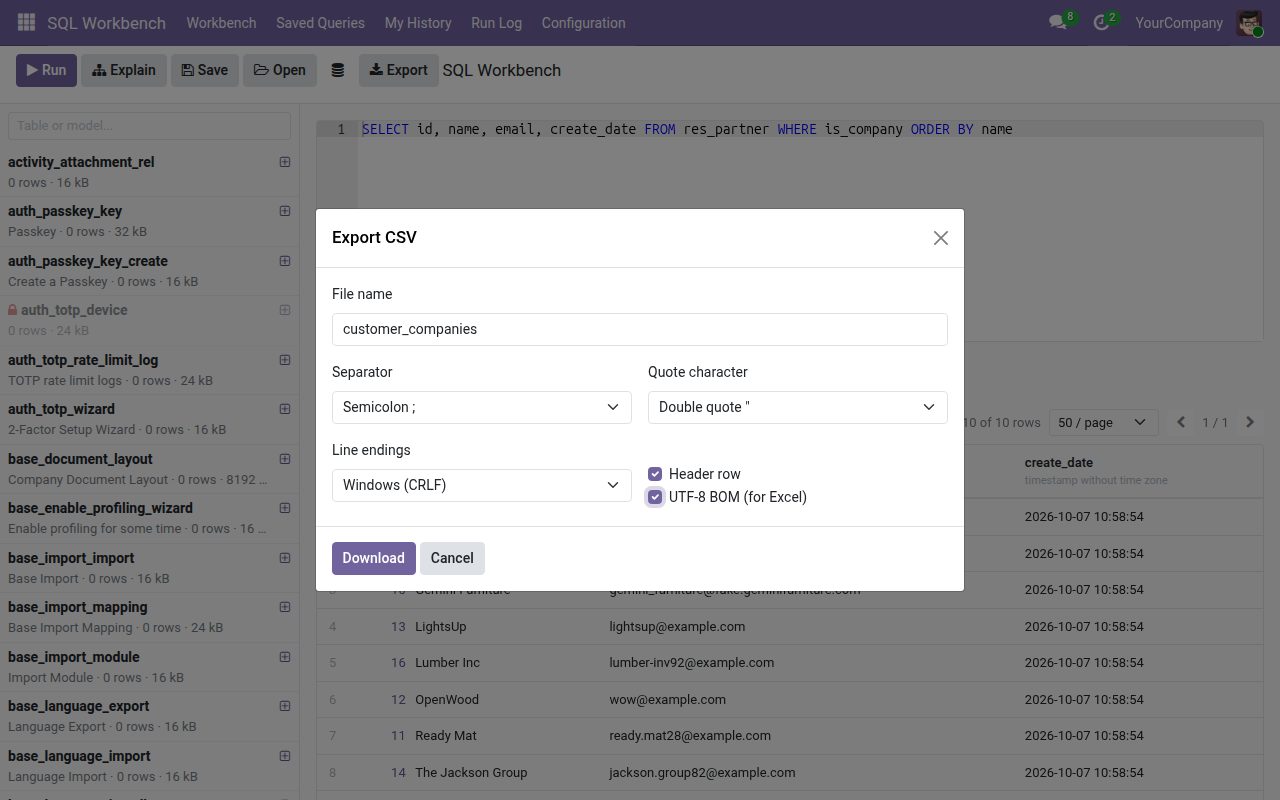 SQL Workbench Workbench Saved Queries My History Run Log Configuration 8 2 YourCompany
Run Explain Save Open Export SQL Workbench
Table or model...
activity_attachment_rel
0 rows · 16 kB
auth_passkey_key
Passkey · 0 rows · 32 kB
auth_passkey_key_create
Create a Passkey · 0 rows · 16 kB
auth_totp_device
0 rows · 24 kB
auth_totp_rate_limit_log
TOTP rate limit logs · 0 rows · 24 kB
auth_totp_wizard
2-Factor Setup Wizard · 0 rows · 16 kB
base_document_layout
Company Document Layout · 0 rows · 8192 ...
base_enable_profiling_wizard
Enable profiling for some time · 0 rows · 16 ...
base_import_import
Base Import · 0 rows · 16 kB
base_import_mapping
Base Import Mapping · 0 rows · 24 kB
base_import_module
Import Module · 0 rows · 16 kB
base_language_export
Language Export · 0 rows · 16 kB
base_language_import
Language Import · 0 rows · 16 kB
1 SELECT id, name, email, create_date FROM res_partner WHERE is_company ORDER BY name
Export CSV
File name
customer_companies
Separator Quote character
Semicolon ; Double quote "
Line endings
Windows (CRLF)
Header row
UTF-8 BOM (for Excel)
Download Cancel
10 of 10 rows 50 / page 1 / 1
create_date
timestamp without time zone
2026-10-07 10:58:54
2026-10-07 10:58:54
Gemini Furniture gemini_furniture@fake.geminifurniture.com 2026-10-07 10:58:54
4 13 LightsUp lightsup@example.com 2026-10-07 10:58:54
5 16 Lumber Inc lumber-inv92@example.com 2026-10-07 10:58:54
6 12 OpenWood wow@example.com 2026-10-07 10:58:54
7 11 Ready Mat ready.mat28@example.com 2026-10-07 10:58:54
8 14 The Jackson Group jackson.group82@example.com 2026-10-07 10:58:54